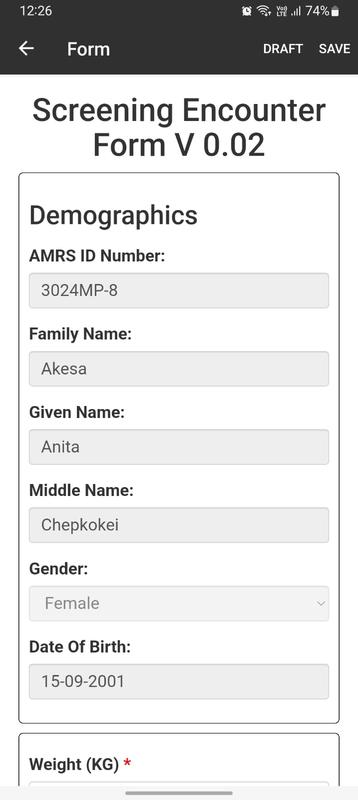 12:26
Vo) LTE 74%
Form
DRAFT SAVE
Screening Encounter
Form V 0.02
Demographics
AMRS ID Number:
3024MP-8
Family Name:
Akesa
Given Name:
Anita
Middle Name:
Chepkokei
Gender:
Female
Date Of Birth:
15-09-2001
Weight (KG) *